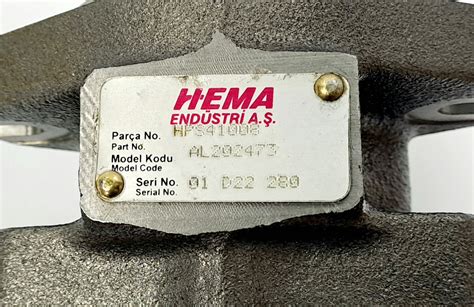 HEMA
ENDÜSTRİ A.Ş.
Parça No. HPS41008
Part No.
Model Kodu AL202473
Model Code
Seri No. 01 D22 280
Serial No.